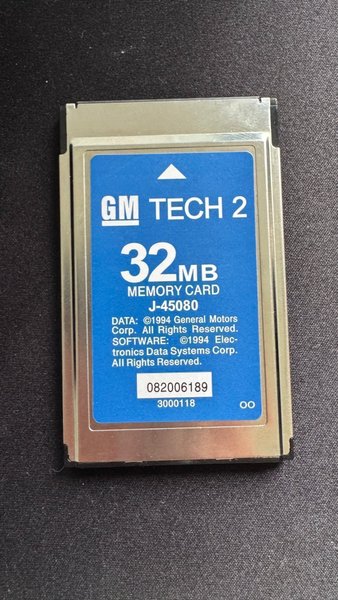 GM TECH 2
32MB
MEMORY CARD
J-45080
DATA: ©1994 General Motors
Corp. All Rights Reserved.
SOFTWARE: ©1994 Elec-
tronics Data Systems Corp.
All Rights Reserved.
082006189
3000118
OO